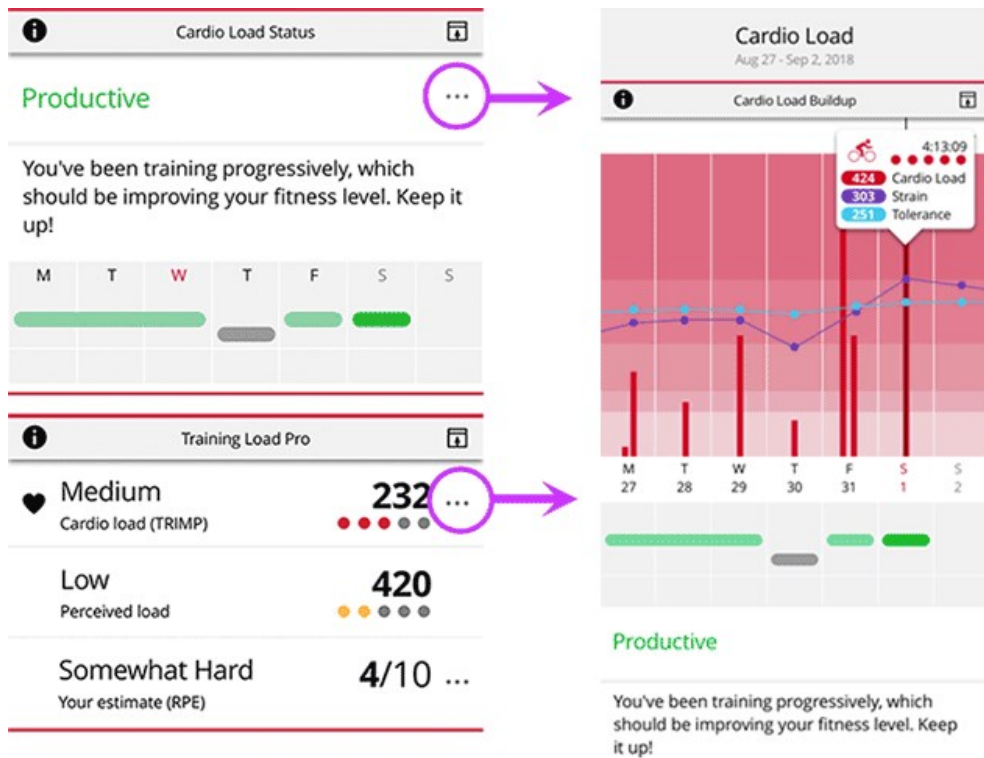 Cardio Load Status
Productive
...
You've been training progressively, which
should be improving your fitness level. Keep it
up!
M T W T F S S
Training Load Pro
Medium
232
...
Cardio load (TRIMP)
Low
420
Perceived load
Somewhat Hard
4/10
...
Your estimate (RPE)
Cardio Load
Aug 27 - Sep 2, 2018
Cardio Load Buildup
4:13:09
424 Cardio Load
303 Strain
251 Tolerance
M T W T F S S
27 28 29 30 31 1 2
Productive
You've been training progressively, which
should be improving your fitness level. Keep
it up!